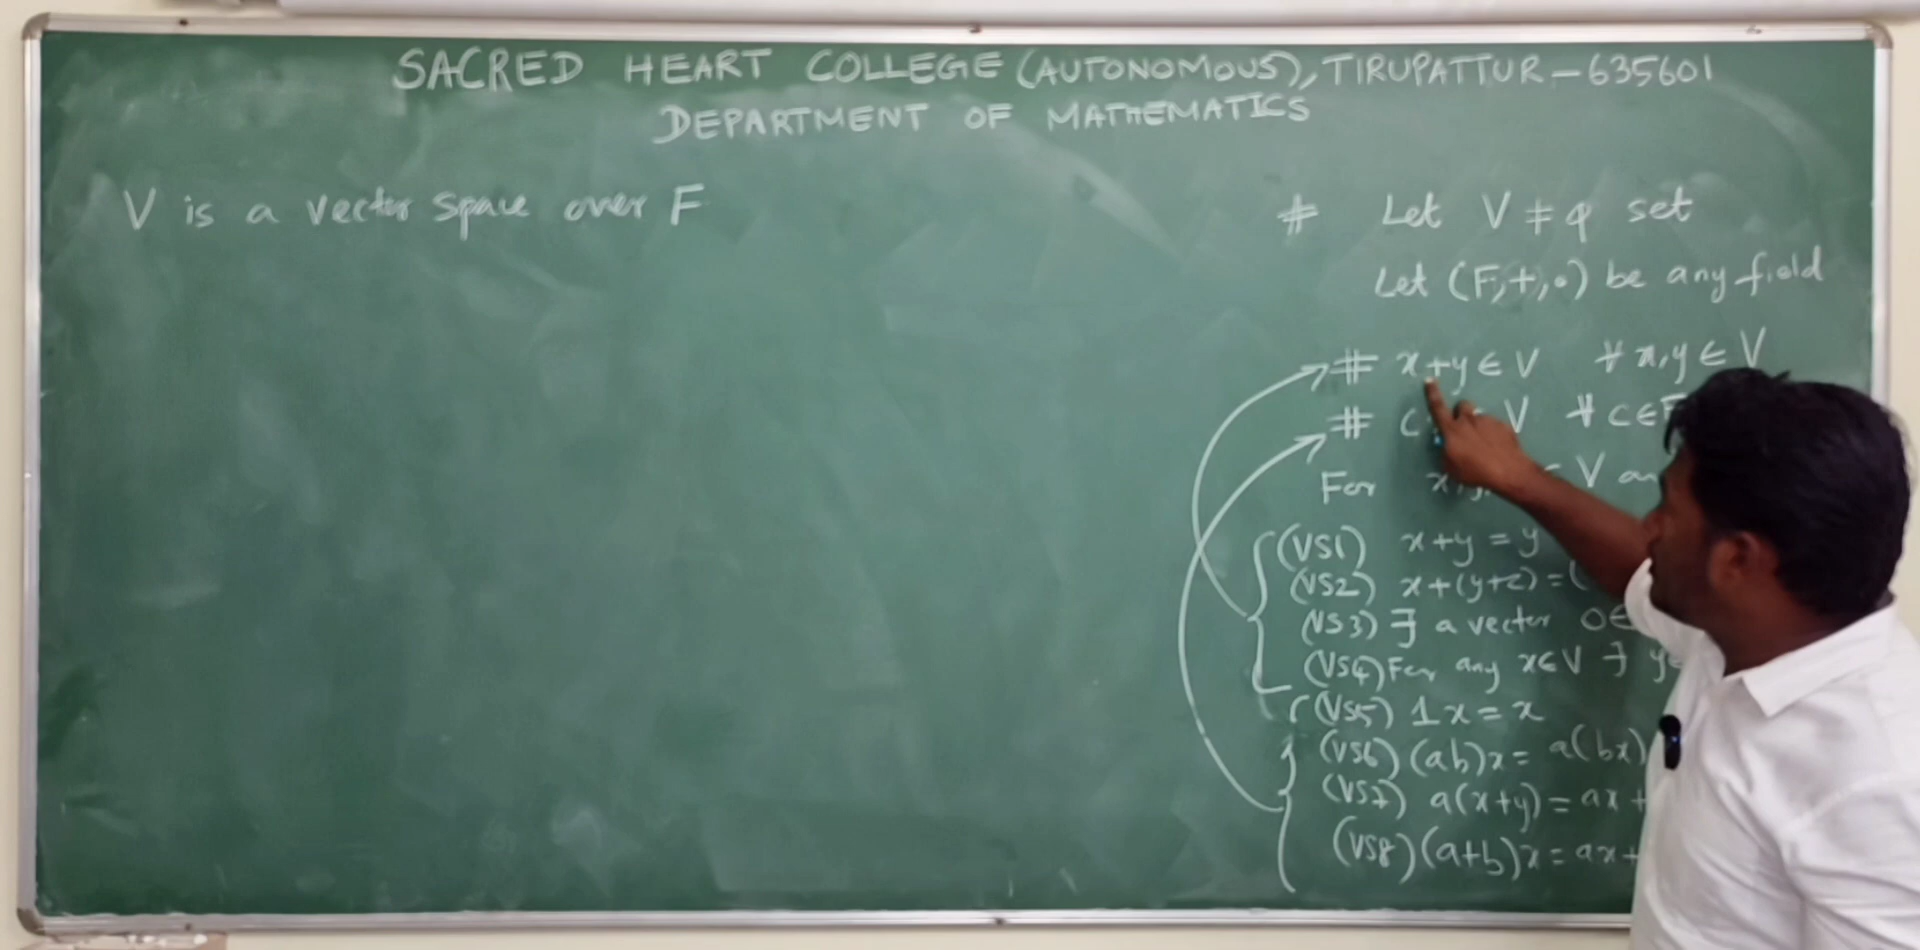 SACRED HEART COLLEGE (AUTONOMOUS), TIRUPATTUR - 635601
DEPARTMENT OF MATHEMATICS
V is a vector space over F
# Let V ≠ φ set
Let (F, +, ·) be any field
# x+y ∈ V ∀ x,y ∈ V
# c V ∀ c∈F
For x, y, V
(VS1) x+y = y
(VS2) x+(y+z) = (
(VS3) ∃ a vector 0∈
(VS4) For any x∈V ∃ y∈
(VS5) 1x = x
(VS6) (ab)x = a(bx)
(VS7) a(x+y) = ax +
(VS8) (a+b)x = ax+